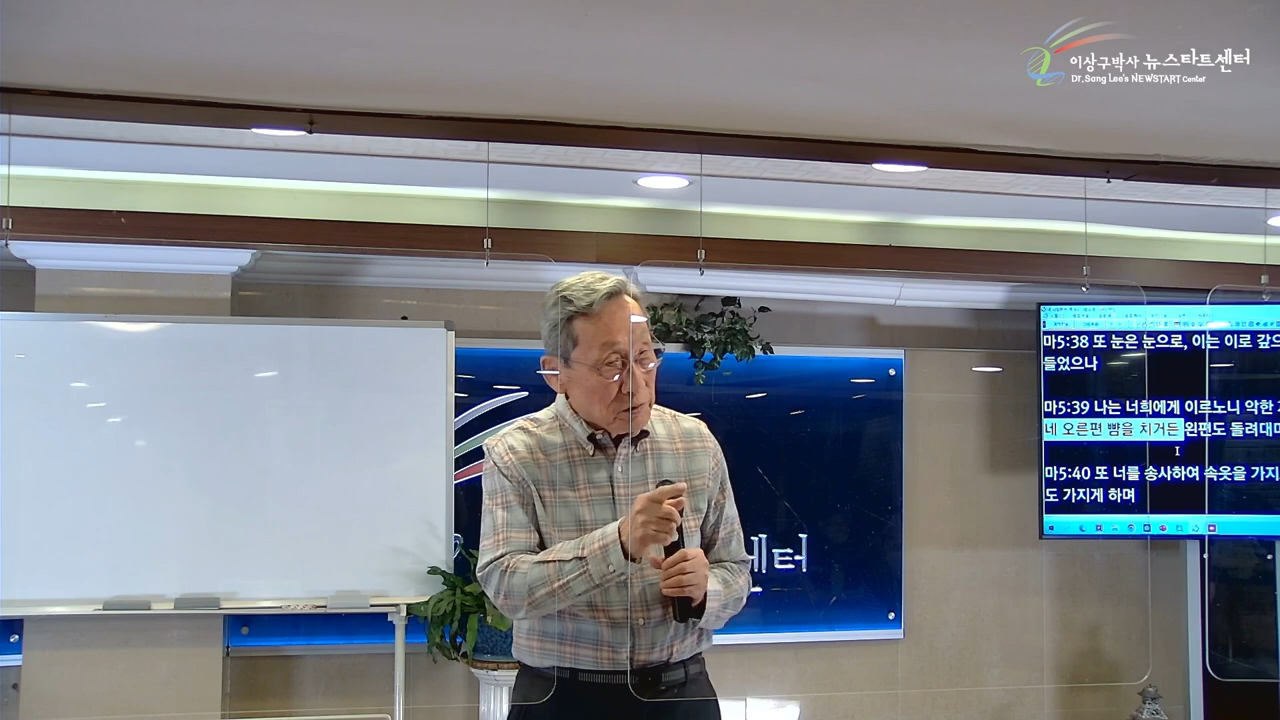 이상구박사 뉴스타트센터
Dr. Sang Lee's NEWSTART Center
마5:38 또 눈은 눈으로, 이는 이로 갚으
들었으나
마5:39 나는 너희에게 이르노니 악한
네 오른편 뺨을 치거든 왼편도 돌려대며
마5:40 또 너를 송사하여 속옷을 가지
도 가지게 하며
센터